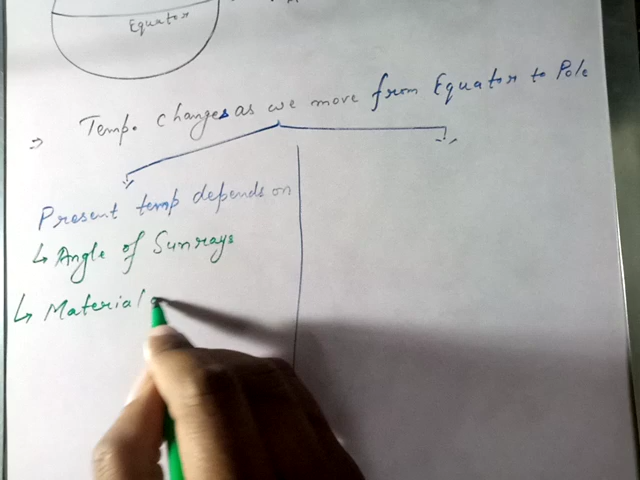 Equator
⇒ Temp. changes as we move from Equator to Pole
Present temp depends on
↳ Angle of Sunrays
↳ Material